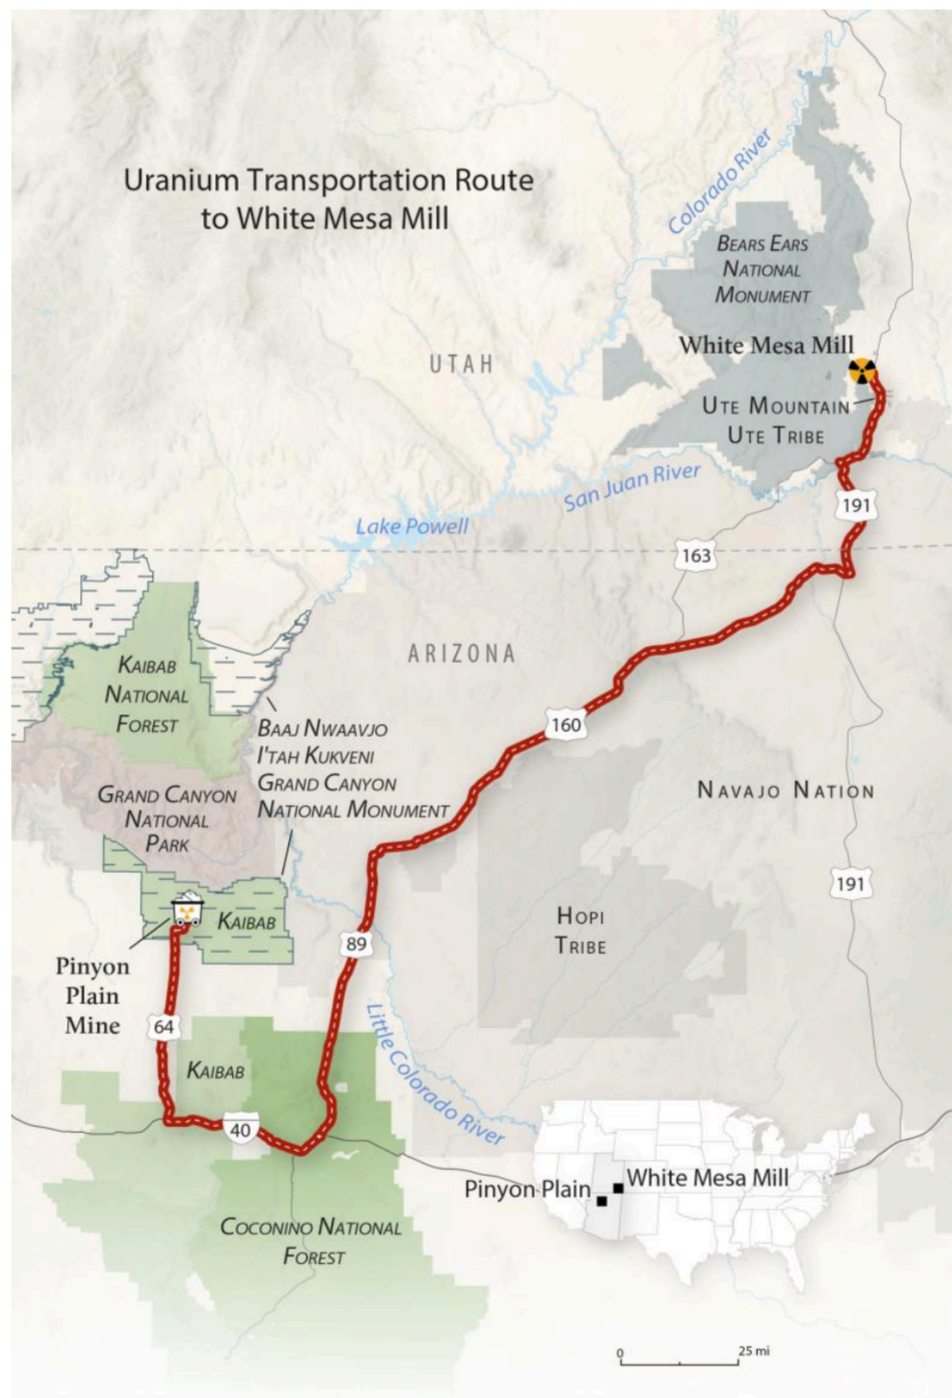 Uranium Transportation Route
to White Mesa Mill
Colorado River
BEARS EARS
NATIONAL
MONUMENT
White Mesa Mill
UTAH
UTE MOUNTAIN
UTE TRIBE
San Juan River
Lake Powell
191
163
ARIZONA
KAIBAB
NATIONAL
FOREST
BAAJ NWAAVJO
I'TAH KUKVENI
GRAND CANYON
NATIONAL MONUMENT
160
GRAND CANYON
NATIONAL
PARK
NAVAJO NATION
191
KAIBAB
HOPI
TRIBE
89
Pinyon
Plain
Mine
64
Little Colorado River
KAIBAB
40
Pinyon Plain
White Mesa Mill
COCONINO NATIONAL
FOREST
0
25 mi